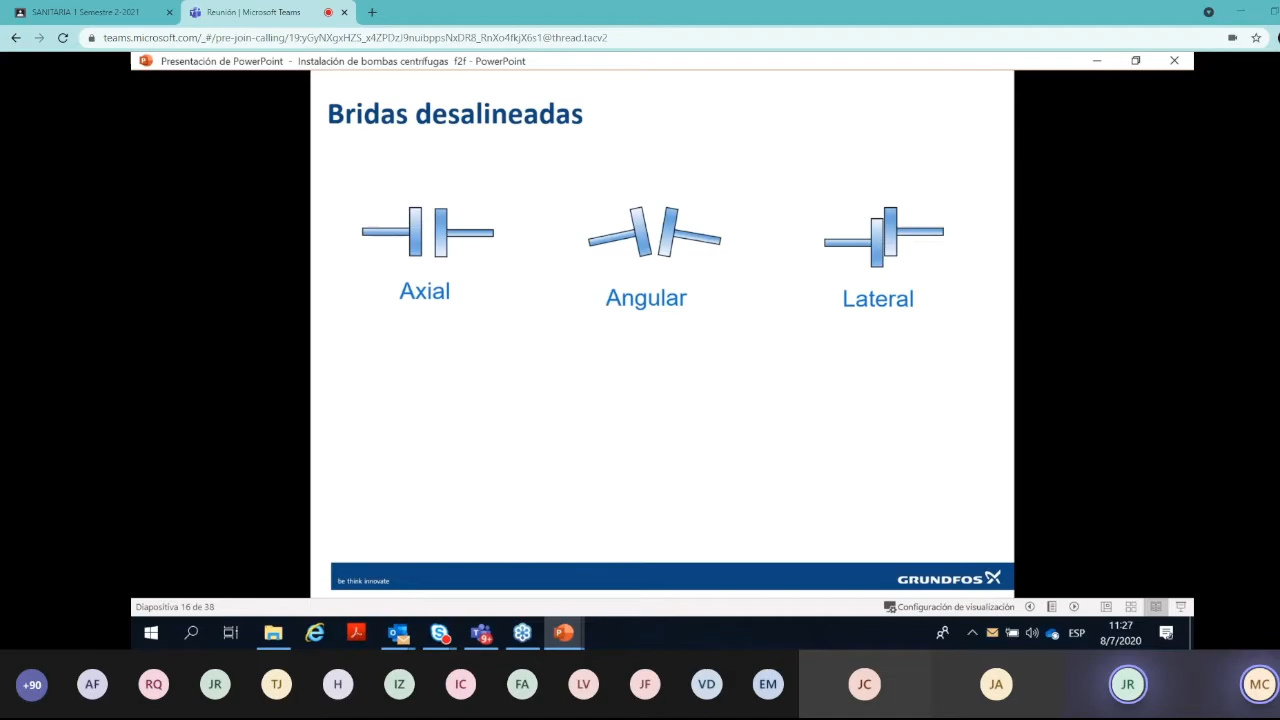 SANITARIA 1 Semestre 2-2021
Reunión | Microsoft Teams
teams.microsoft.com/_#/pre-join-calling/19:yGyNXgxHZS_x4ZPDzJ9nuibppsNxDR8_RnXo4fkjX6s1@thread.tacv2
Presentación de PowerPoint - Instalación de bombas centrífugas f2f - PowerPoint
Bridas desalineadas
Axial
Angular
Lateral
be think innovate
GRUNDFOS
Diapositiva 16 de 38
Configuración de visualización
9+
ESP
11:27
8/7/2020
+90
AF
RQ
JR
TJ
H
IZ
IC
FA
LV
JF
VD
EM
JC
JA
JR
MC